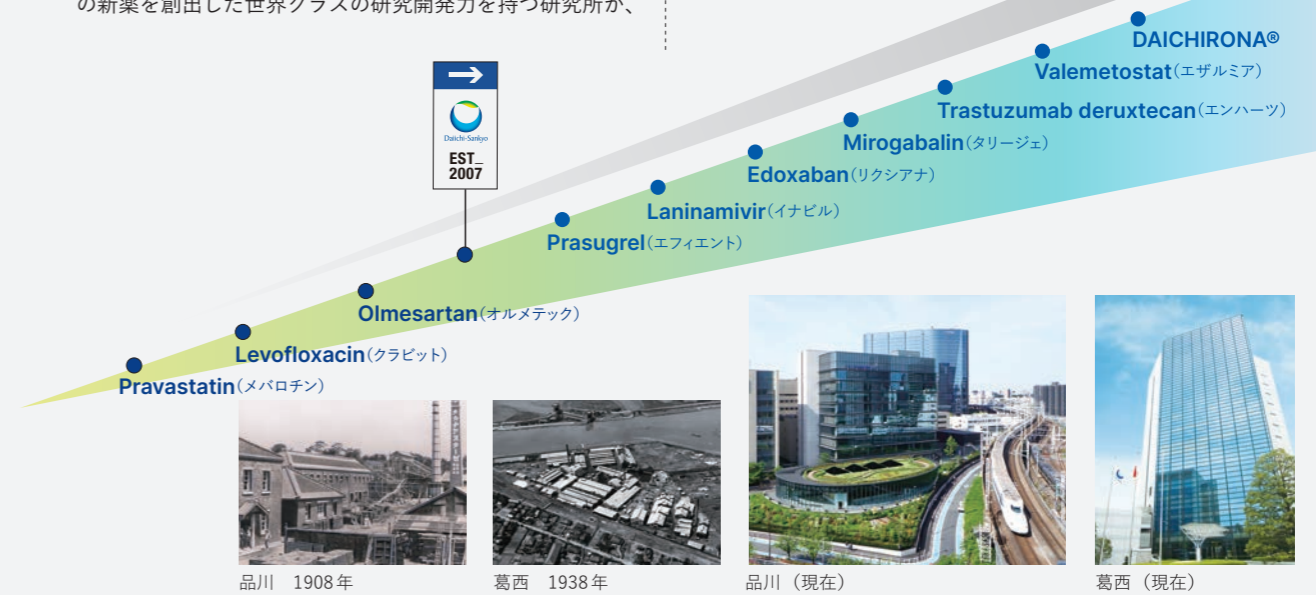 の新薬を創出した世界クラスの研究開発力を持つ研究所が、
DAICHIRONA®
Valemetostat(エザルミア)
Trastuzumab deruxtecan(エンハーツ)
Mirogabalin(タリージェ)
Edoxaban(リクシアナ)
Laninamivir(イナビル)
Prasugrel(エフィエント)
→
Daiichi-Sankyo
EST_
2007
Olmesartan(オルメテック)
Levofloxacin(クラビット)
Pravastatin(メバロチン)
品川 1908年
葛西 1938年
品川(現在)
葛西(現在)